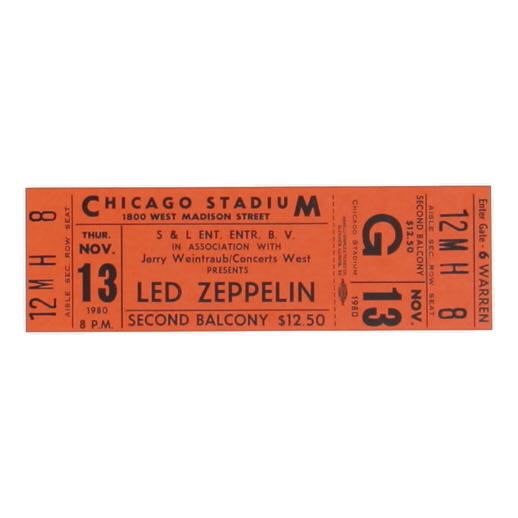 12 M H 8
AISLE SEC. ROW SEAT
CHICAGO STADIUM
1800 WEST MADISON STREET
THUR.
NOV.
13
1980
8 P.M.
S & L ENT, ENTR, B. V.
IN ASSOCIATION WITH
Jerry Weintraub/Concerts West
PRESENTS
LED ZEPPELIN
SECOND BALCONY $12.50
CHICAGO STADIUM
1980
G
NOV.
13
SECOND BALCONY
$12.50
AISLE SEC. ROW SEAT
12 M H 8
Enter Gate - 6 WARREN